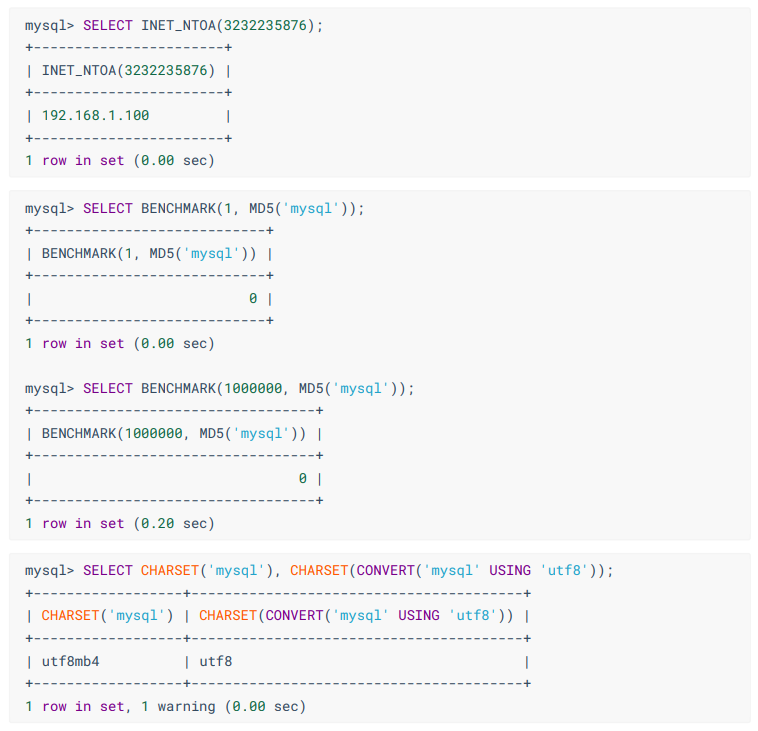 mysql> SELECT INET_NTOA(3232235876);
+-----------------------+
| INET_NTOA(3232235876) |
+-----------------------+
| 192.168.1.100         |
+-----------------------+
1 row in set (0.00 sec)
mysql> SELECT BENCHMARK(1, MD5('mysql'));
+----------------------------+
| BENCHMARK(1, MD5('mysql')) |
+----------------------------+
|                          0 |
+----------------------------+
1 row in set (0.00 sec)
mysql> SELECT BENCHMARK(1000000, MD5('mysql'));
+----------------------------------+
| BENCHMARK(1000000, MD5('mysql')) |
+----------------------------------+
|                                0 |
+----------------------------------+
1 row in set (0.20 sec)
mysql> SELECT CHARSET('mysql'), CHARSET(CONVERT('mysql' USING 'utf8'));
+------------------+----------------------------------------+
| CHARSET('mysql') | CHARSET(CONVERT('mysql' USING 'utf8')) |
+------------------+----------------------------------------+
| utf8mb4          | utf8                                   |
+------------------+----------------------------------------+
1 row in set, 1 warning (0.00 sec)